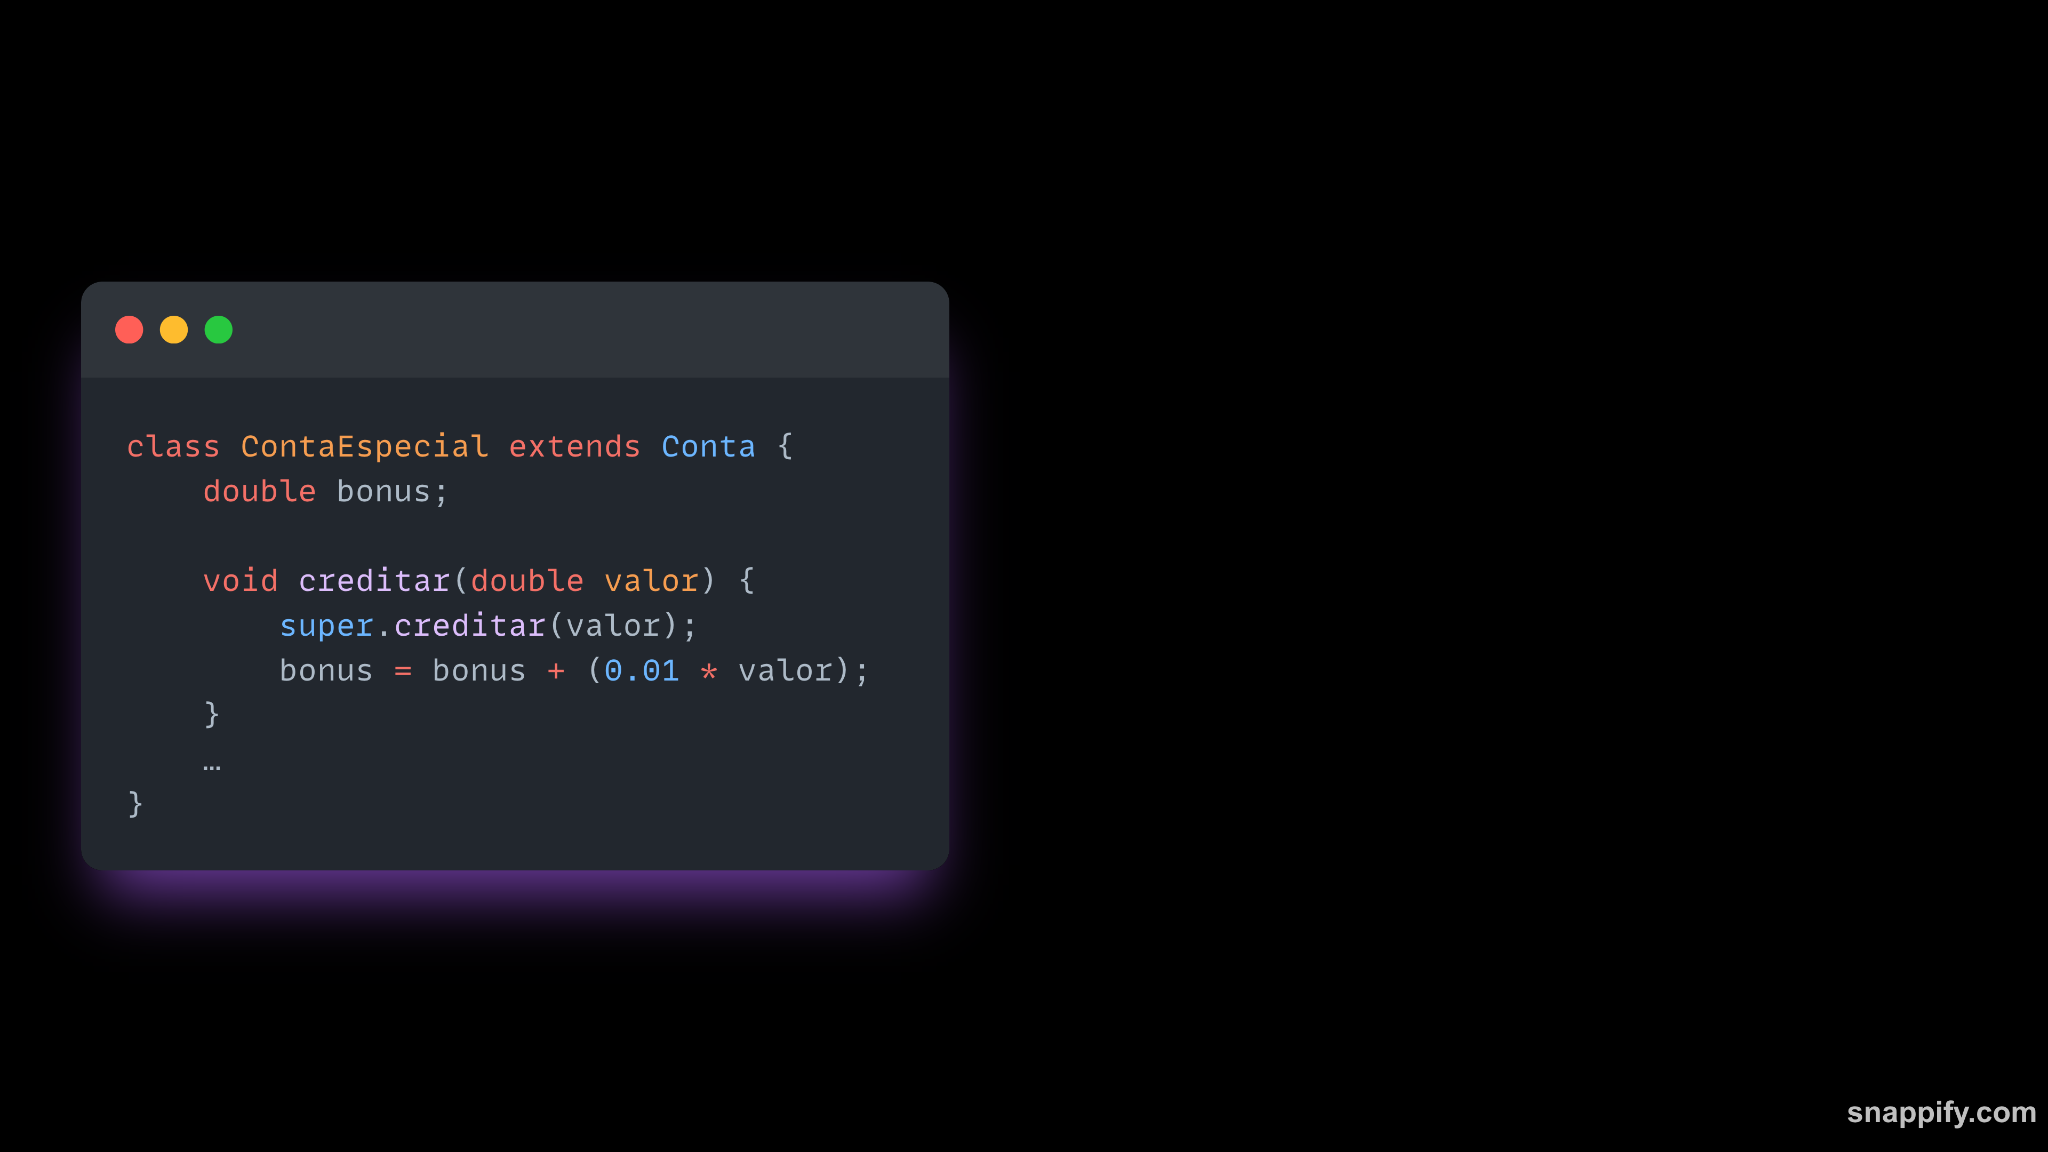 class ContaEspecial extends Conta {
    double bonus;

    void creditar(double valor) {
        super.creditar(valor);
        bonus = bonus + (0.01 * valor);
    }
    …
}
snappify.com